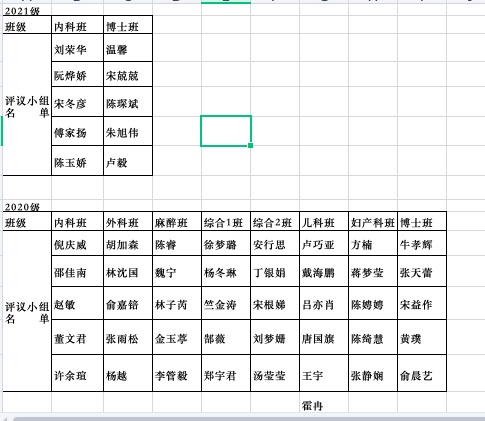 2021级
班级 内科班 博士班
刘荣华 温馨
阮烨娇 宋兢兢
评议小组名单 宋冬彦 陈琛斌
傅家扬 朱旭伟
陈玉娇 卢毅
2020级
班级 内科班 外科班 麻醉班 综合1班 综合2班 儿科班 妇产科班 博士班
倪庆威 胡加森 陈睿 徐梦璐 安行思 卢巧亚 方楠 牛孝辉
邵佳南 林沈国 魏宁 杨冬琳 丁银娟 戴海鹏 蒋梦莹 张天蕾
评议小组名单 赵敏 俞嘉锫 林子芮 竺金涛 宋根娣 吕亦肖 陈娉娉 宋益作
董文君 张雨松 金玉葶 郜薇 刘梦姗 唐国旗 陈绮慧 黄璞
许余瑄 杨越 李管毅 郑宇君 汤莹莹 王宇 张静娴 俞晨艺
霍冉